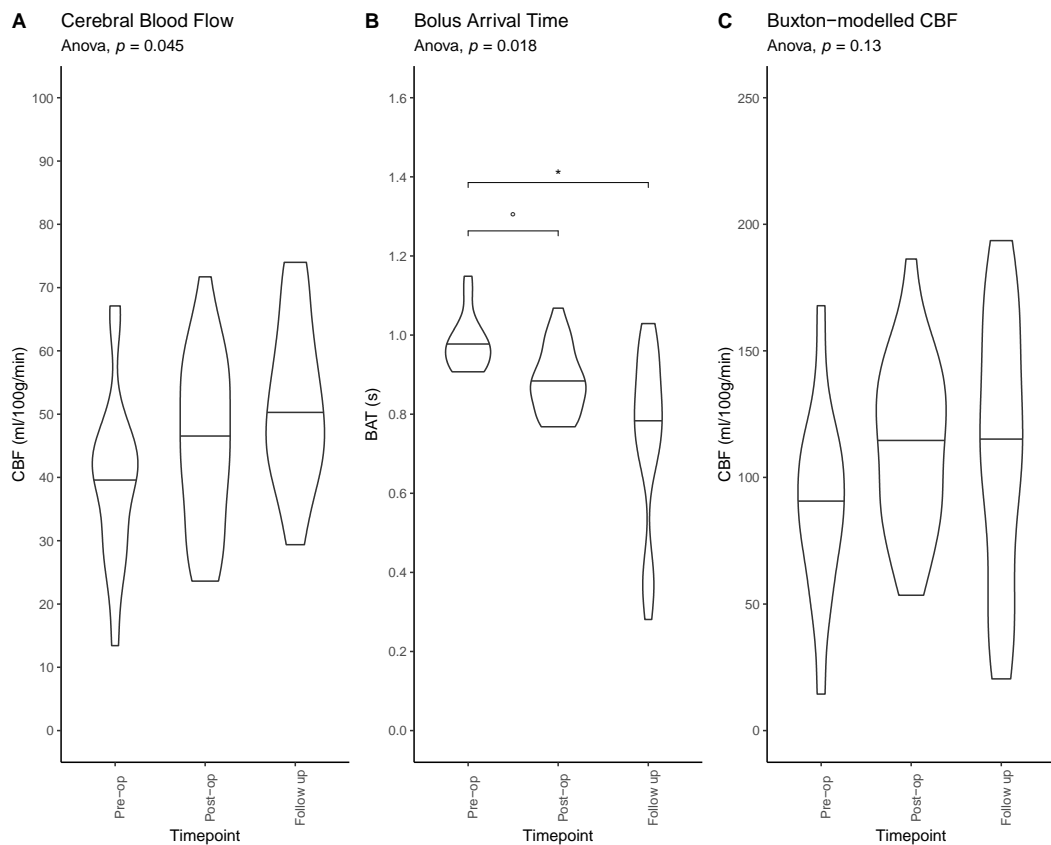 A Cerebral Blood Flow
Anova, p = 0.045
100
90
80
70
60
50
40
30
20
10
0
CBF (ml/100g/min)
Pre−op
Post−op
Follow up
Timepoint
B Bolus Arrival Time
Anova, p = 0.018
1.6
1.4
1.2
1.0
0.8
0.6
0.4
0.2
0.0
BAT (s)
*
°
Pre−op
Post−op
Follow up
Timepoint
C Buxton−modelled CBF
Anova, p = 0.13
250
200
150
100
50
0
CBF (ml/100g/min)
Pre−op
Post−op
Follow up
Timepoint